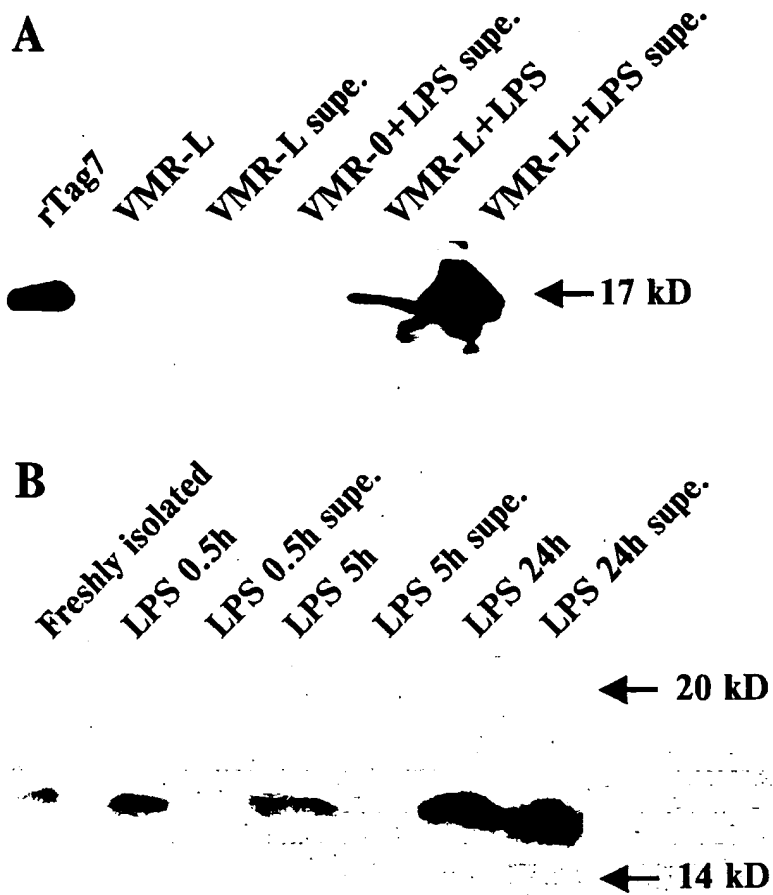 A
rTag7
VMR-L
VMR-L supe.
VMR-0+LPS supe.
VMR-L+LPS
VMR-L+LPS supe.
17 kD
B
Freshly isolated
LPS 0.5h
LPS 0.5h supe.
LPS 5h
LPS 5h supe.
LPS 24h
LPS 24h supe.
20 kD
14 kD